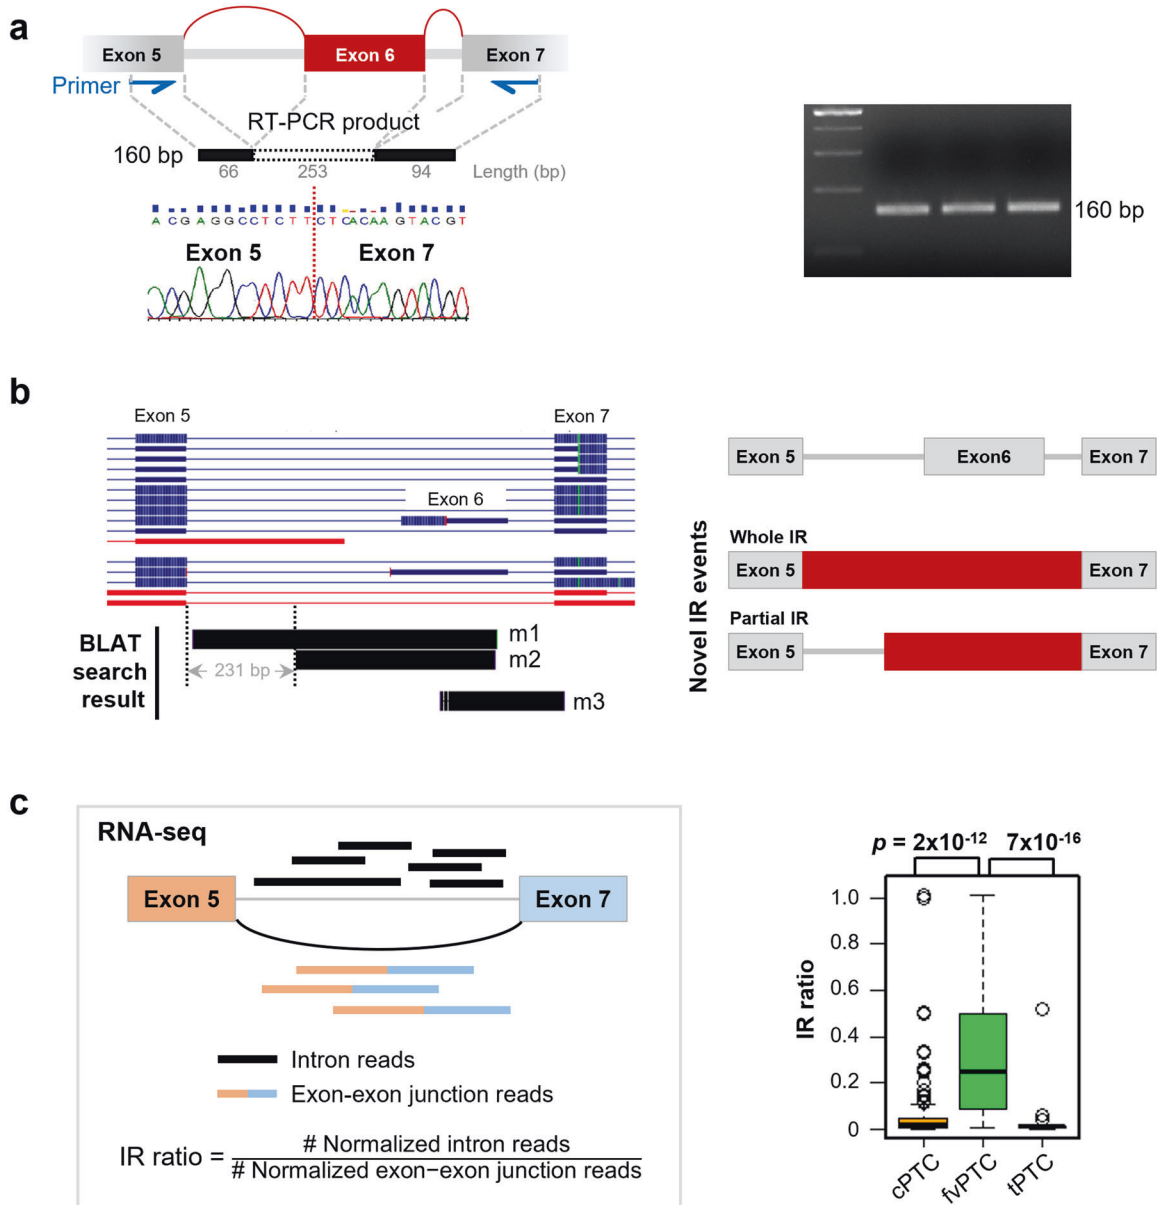 a
Exon 5 Exon 6 Exon 7
Primer
RT-PCR product
160 bp
66 253 94 Length (bp)
A C G A G G C C T C T T C T C A C A A G T A C G T
Exon 5 Exon 7
160 bp
b
Exon 5 Exon 7
Exon 6
BLAT search result
231 bp
m1
m2
m3
Novel IR events
Exon 5 Exon6 Exon 7
Whole IR
Exon 5 Exon 7
Partial IR
Exon 5 Exon 7
c
RNA-seq
Exon 5 Exon 7
Intron reads
Exon-exon junction reads
IR ratio = # Normalized intron reads
# Normalized exon−exon junction reads
p = 2x10-12 7x10-16
IR ratio
1.0
0.8
0.6
0.4
0.2
0
cPTC fvPTC tPTC